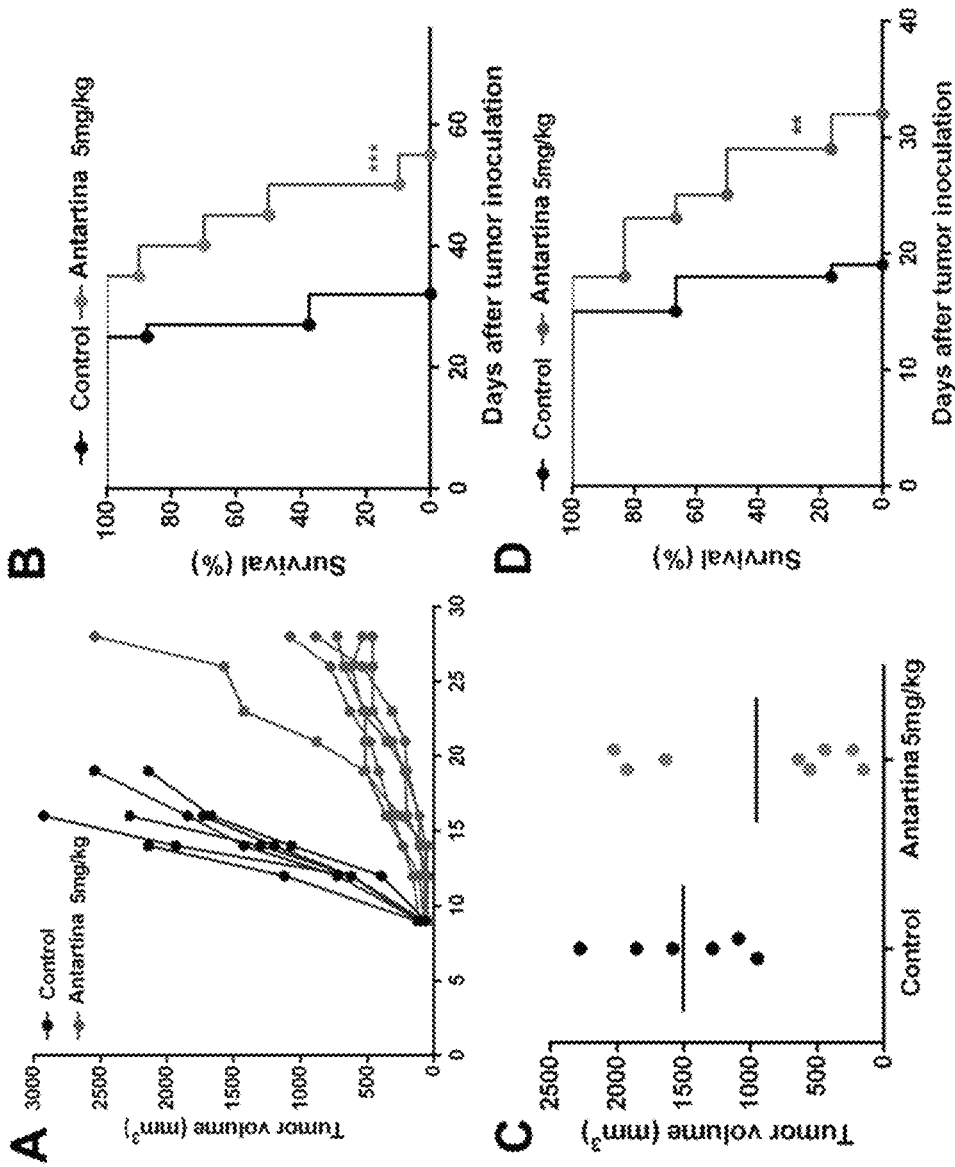 A
Control
Antartina 5mg/kg
Tumor volume (mm³)
3000
2500
2000
1500
1000
500
0
0
5
10
15
20
25
30
B
Control
Antartina 5mg/kg
Survival (%)
100
80
60
40
20
0
***
0
20
40
60
Days after tumor inoculation
C
Tumor volume (mm³)
2500
2000
1500
1000
500
0
Control
Antartina 5mg/kg
D
Control
Antartina 5mg/kg
Survival (%)
100
80
60
40
20
0
**
0
10
20
30
40
Days after tumor inoculation